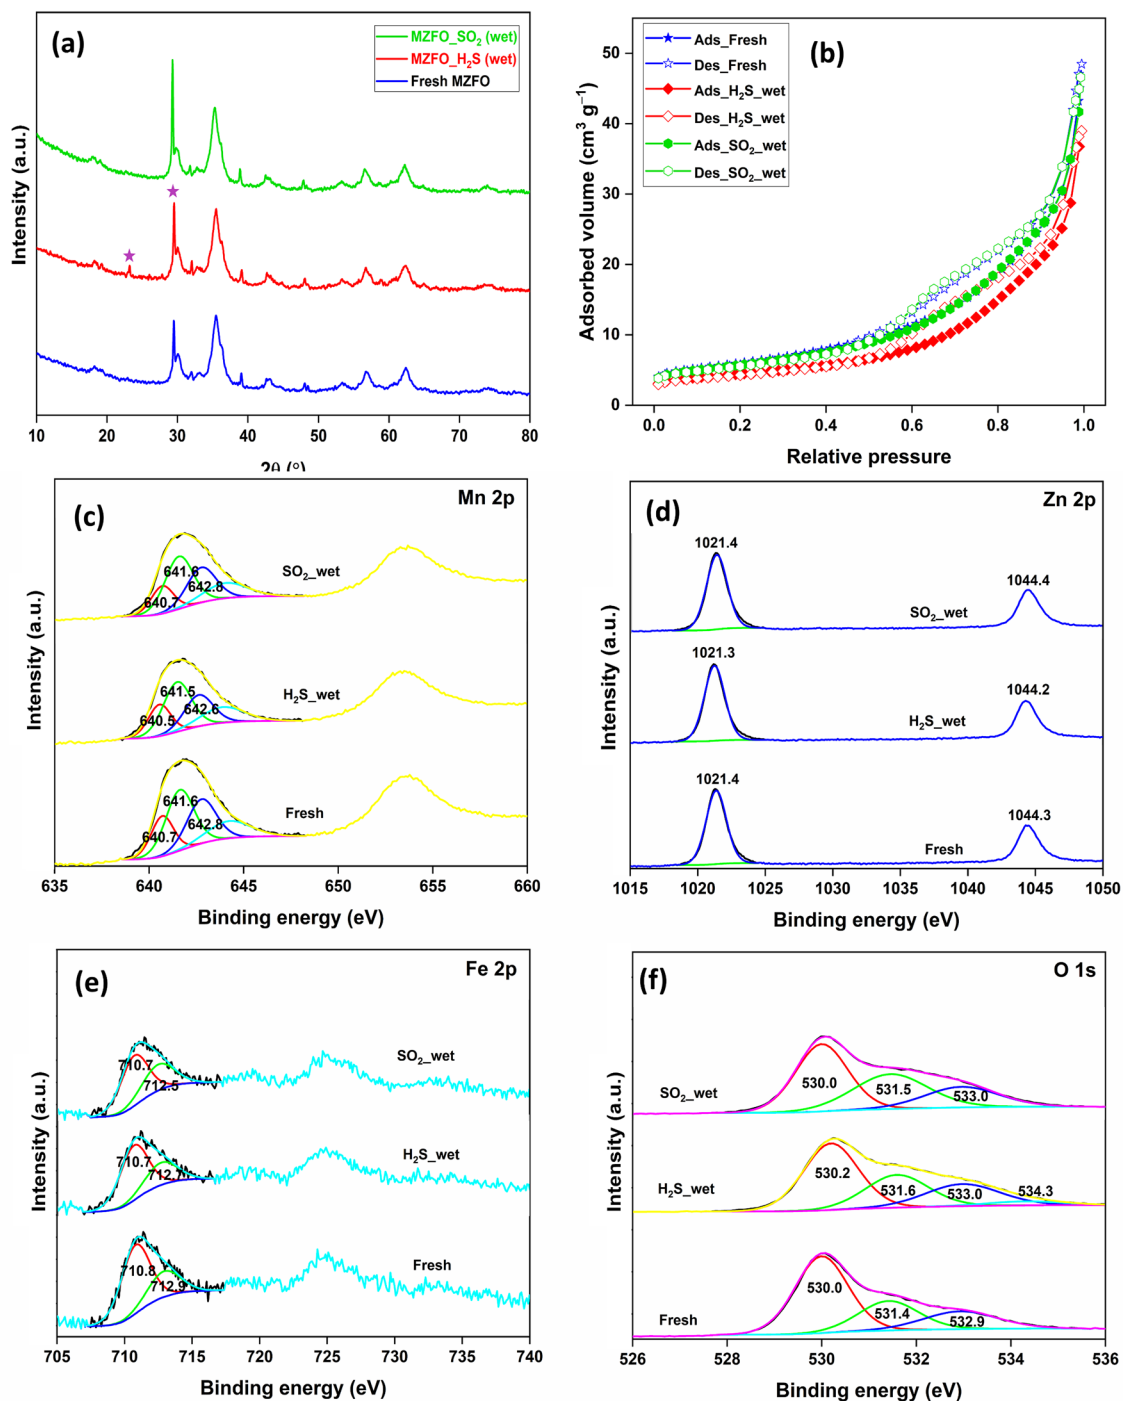 (a)
MZFO_SO₂ (wet)
MZFO_H₂S (wet)
Fresh MZFO
Intensity (a.u.)
10 20 30 40 50 60 70 80
2θ (°)
(b)
Ads_Fresh
Des_Fresh
Ads_H₂S_wet
Des_H₂S_wet
Ads_SO₂_wet
Des_SO₂_wet
Adsorbed volume (cm³ g⁻¹)
50
40
30
20
10
0
0.0 0.2 0.4 0.6 0.8 1.0
Relative pressure
(c)
Mn 2p
641.6
642.8
640.7
SO₂_wet
641.5
642.6
640.5
H₂S_wet
641.6
642.8
640.7
Fresh
Intensity (a.u.)
635 640 645 650 655 660
Binding energy (eV)
(d)
Zn 2p
1021.4
1044.4
SO₂_wet
1021.3
1044.2
H₂S_wet
1021.4
1044.3
Fresh
Intensity (a.u.)
1015 1020 1025 1030 1035 1040 1045 1050
Binding energy (eV)
(e)
Fe 2p
710.7
712.5
SO₂_wet
710.7
712.7
H₂S_wet
710.8
712.9
Fresh
Intensity (a.u.)
705 710 715 720 725 730 735 740
Binding energy (eV)
(f)
O 1s
530.0
531.5
533.0
SO₂_wet
530.2
531.6
533.0
534.3
H₂S_wet
530.0
531.4
532.9
Fresh
Intensity (a.u.)
526 528 530 532 534 536
Binding energy (eV)